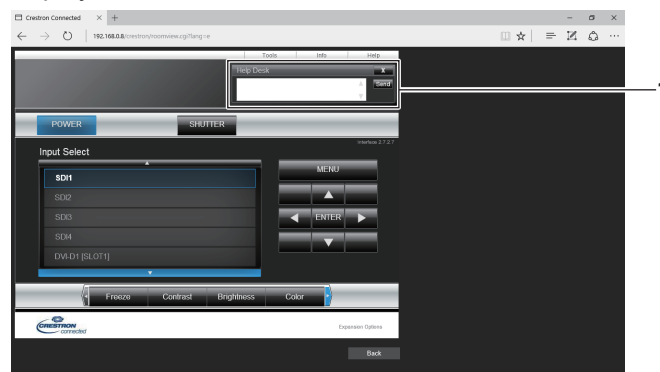 Crestron Connected
192.168.0.8/crestron/roomview.cgi?lang=e
Tools Info Help
Help Desk X
Send
POWER SHUTTER
Interface 2.7.2.7
Input Select
MENU
SDI1
SDI2
SDI3
ENTER
SDI4
DVI-D1 [SLOT1]
Freeze Contrast Brightness Color
CRESTRON
connected
Expansion Options
Back